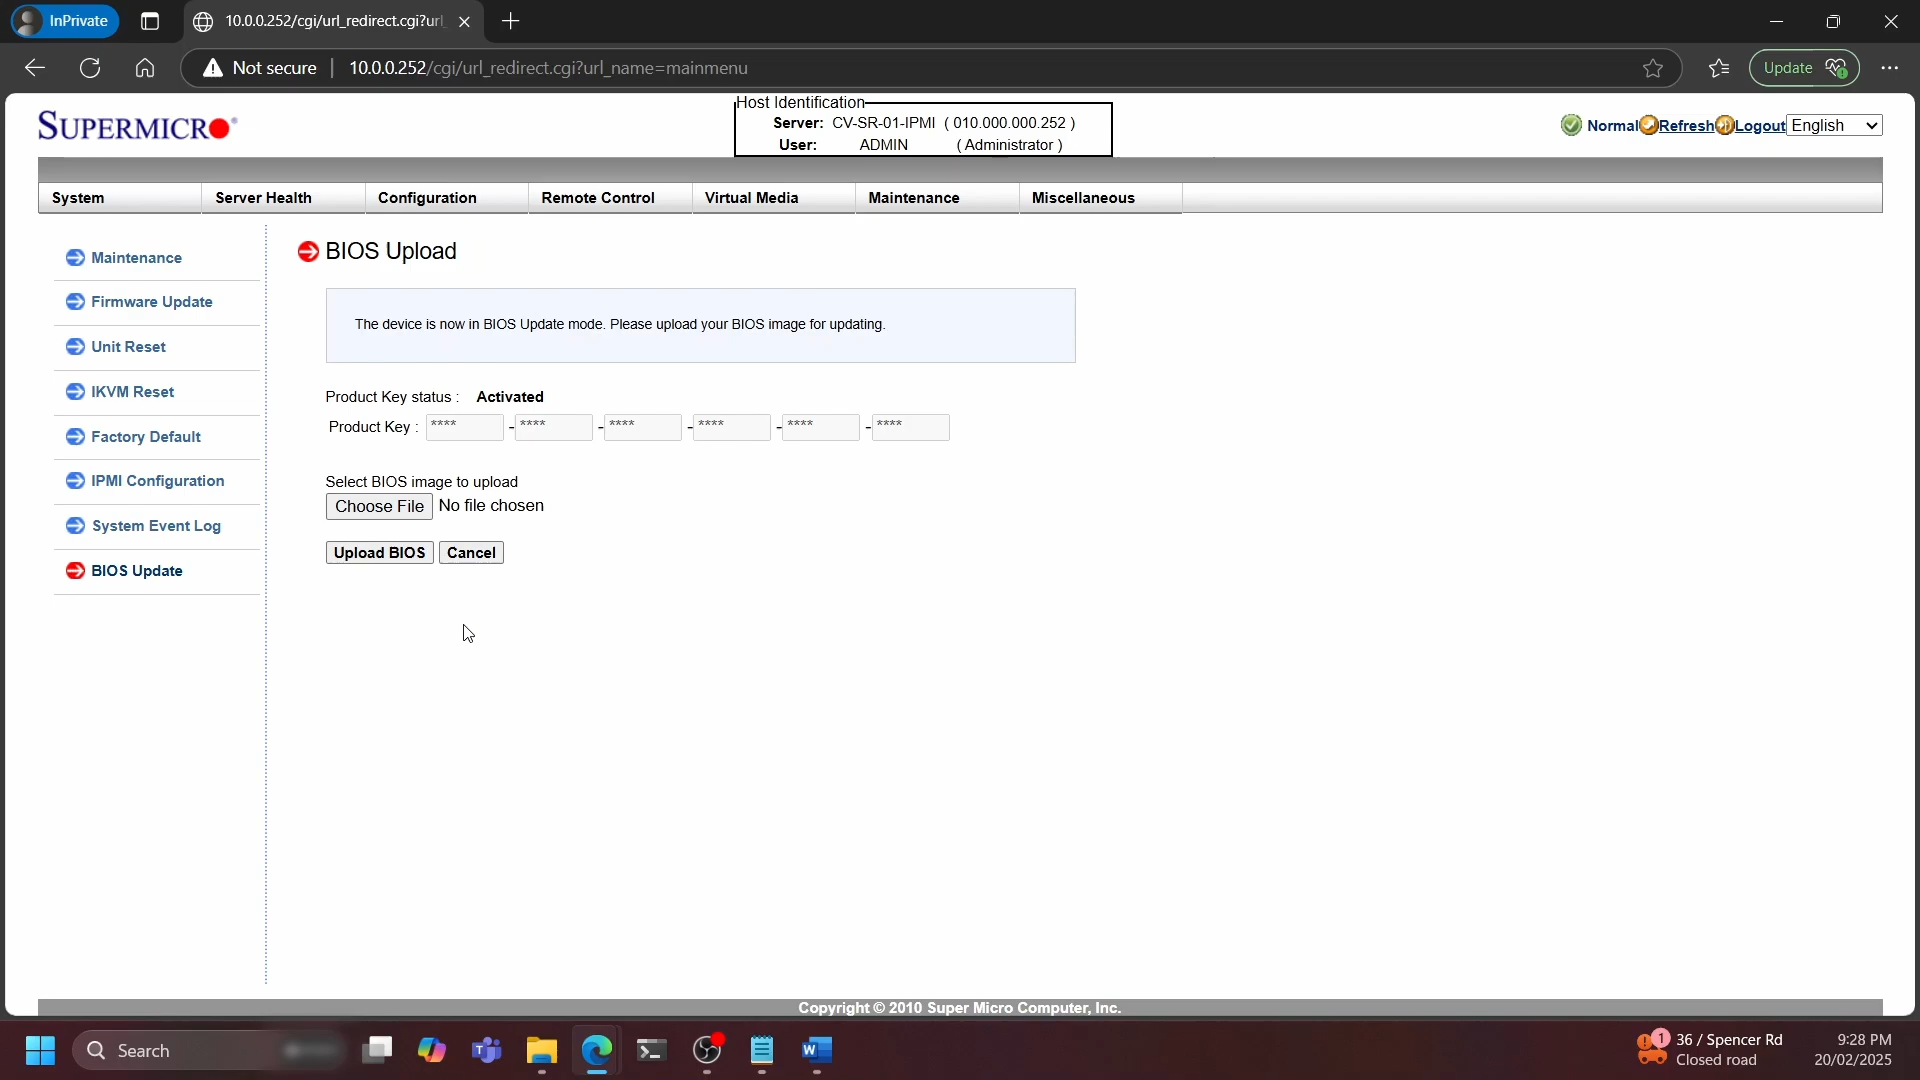 InPrivate
10.0.0.252/cgi/url_redirect.cgi?url
Not secure
10.0.0.252/cgi/url_redirect.cgi?url_name=mainmenu
Update
SUPERMICRO
Host Identification
Server: CV-SR-01-IPMI ( 010.000.000.252 )
User: ADMIN ( Administrator )
Normal Refresh Logout English
System Server Health Configuration Remote Control Virtual Media Maintenance Miscellaneous
Maintenance
Firmware Update
Unit Reset
IKVM Reset
Factory Default
IPMI Configuration
System Event Log
BIOS Update
BIOS Upload
The device is now in BIOS Update mode. Please upload your BIOS image for updating.
Product Key status : Activated
Product Key : **** - **** - **** - **** - **** - ****
Select BIOS image to upload
Choose File No file chosen
Upload BIOS Cancel
Copyright © 2010 Super Micro Computer, Inc.
Search
1
36 / Spencer Rd
Closed road
9:28 PM
20/02/2025